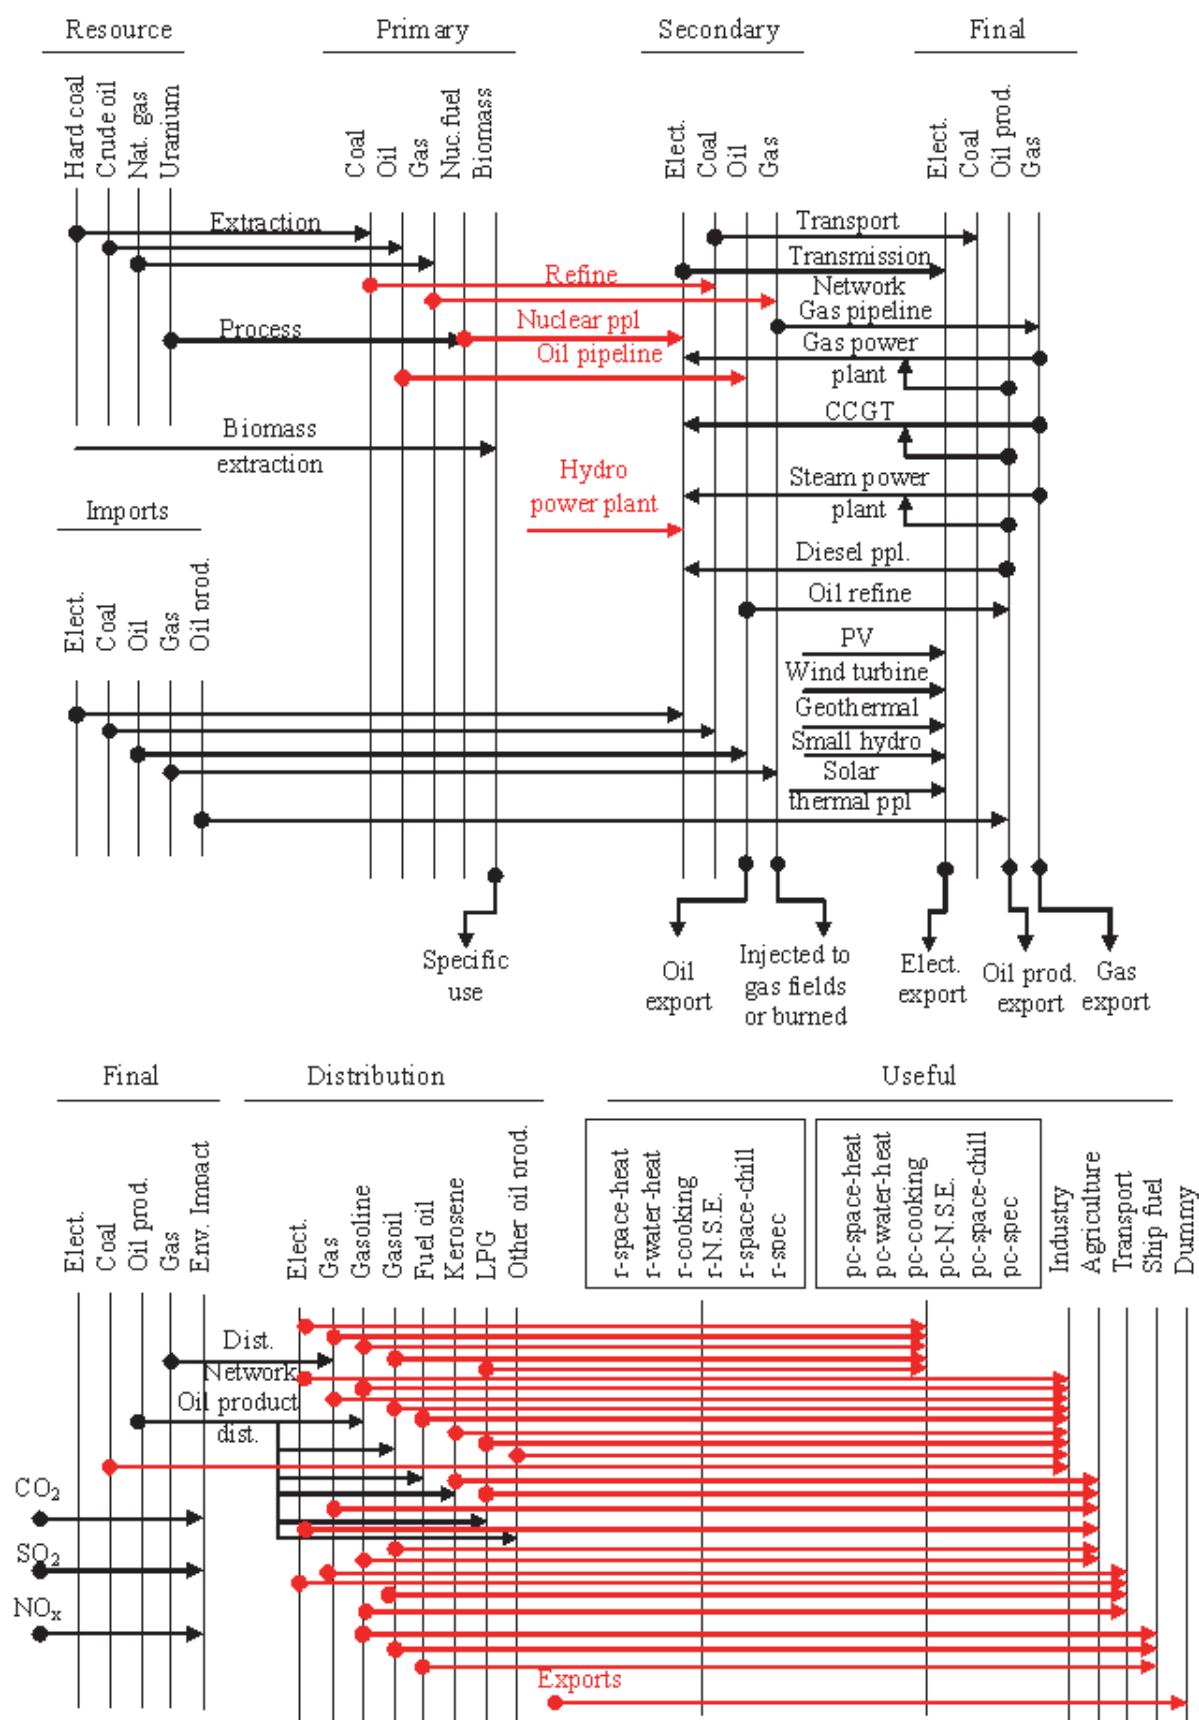 Resource
Primary
Secondary
Final
Hard coal
Crude oil
Nat. gas
Uranium
Coal
Oil
Gas
Nuc. fuel
Biomass
Elect.
Coal
Oil
Gas
Elect.
Coal
Oil prod.
Gas
Extraction
Transport
Transmission
Refine
Network
Gas pipeline
Nuclear ppl
Process
Oil pipeline
Gas power
plant
CCGT
Biomass
extraction
Hydro
power plant
Steam power
plant
Imports
Diesel ppl.
Oil refine
Elect.
Coal
Oil
Gas
Oil prod.
PV
Wind turbine
Geothermal
Small hydro
Solar
thermal ppl
Specific
use
Oil
export
Injected to
gas fields
or burned
Elect.
export
Oil prod.
export
Gas
export
Final
Distribution
Useful
Elect.
Coal
Oil prod.
Gas
Env. Impact
Elect.
Gas
Gasoline
Gasoil
Fuel oil
Kerosene
LPG
Other oil prod.
r-space-heat
r-water-heat
r-cooking
r-N.S.E.
r-space-chill
r-spec
pc-space-heat
pc-water-heat
pc-cooking
pc-N.S.E.
pc-space-chill
pc-spec
Industry
Agriculture
Transport
Ship fuel
Dummy
Dist.
Network
Oil product
dist.
CO₂
SO₂
NOₓ
Exports